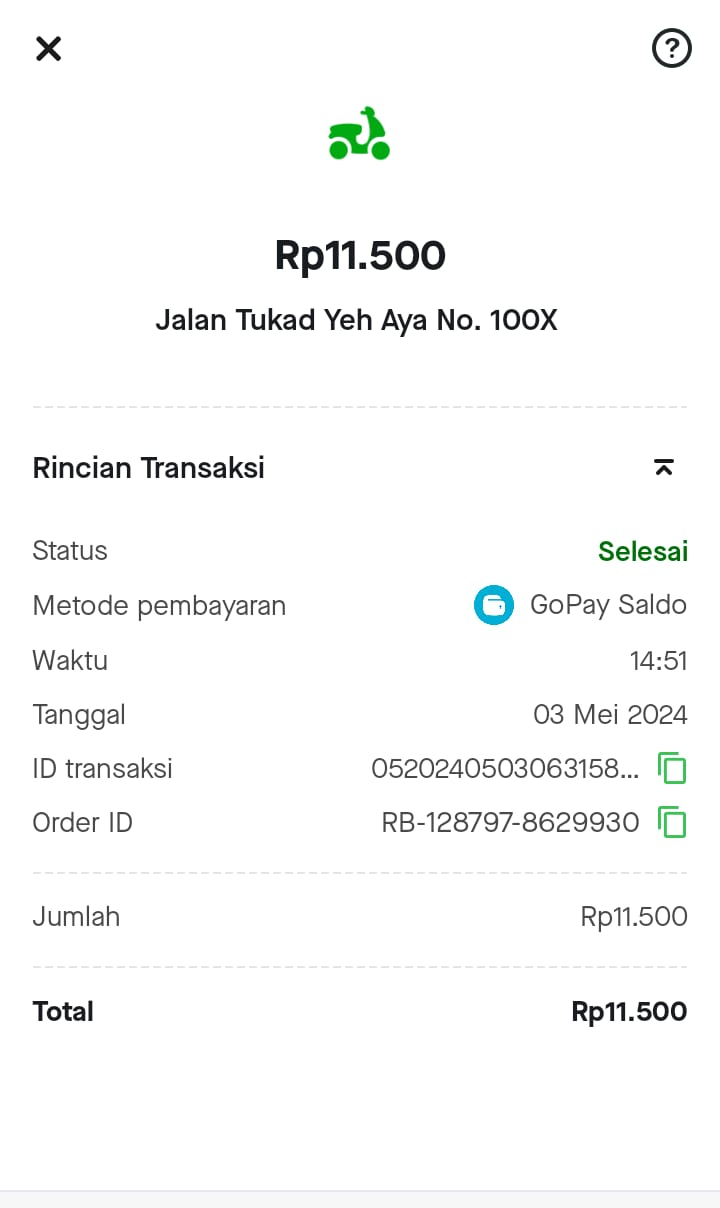 Rp11.500
Jalan Tukad Yeh Aya No. 100X
Rincian Transaksi
Status Selesai
Metode pembayaran GoPay Saldo
Waktu 14:51
Tanggal 03 Mei 2024
ID transaksi 0520240503063158...
Order ID RB-128797-8629930
Jumlah Rp11.500
Total Rp11.500